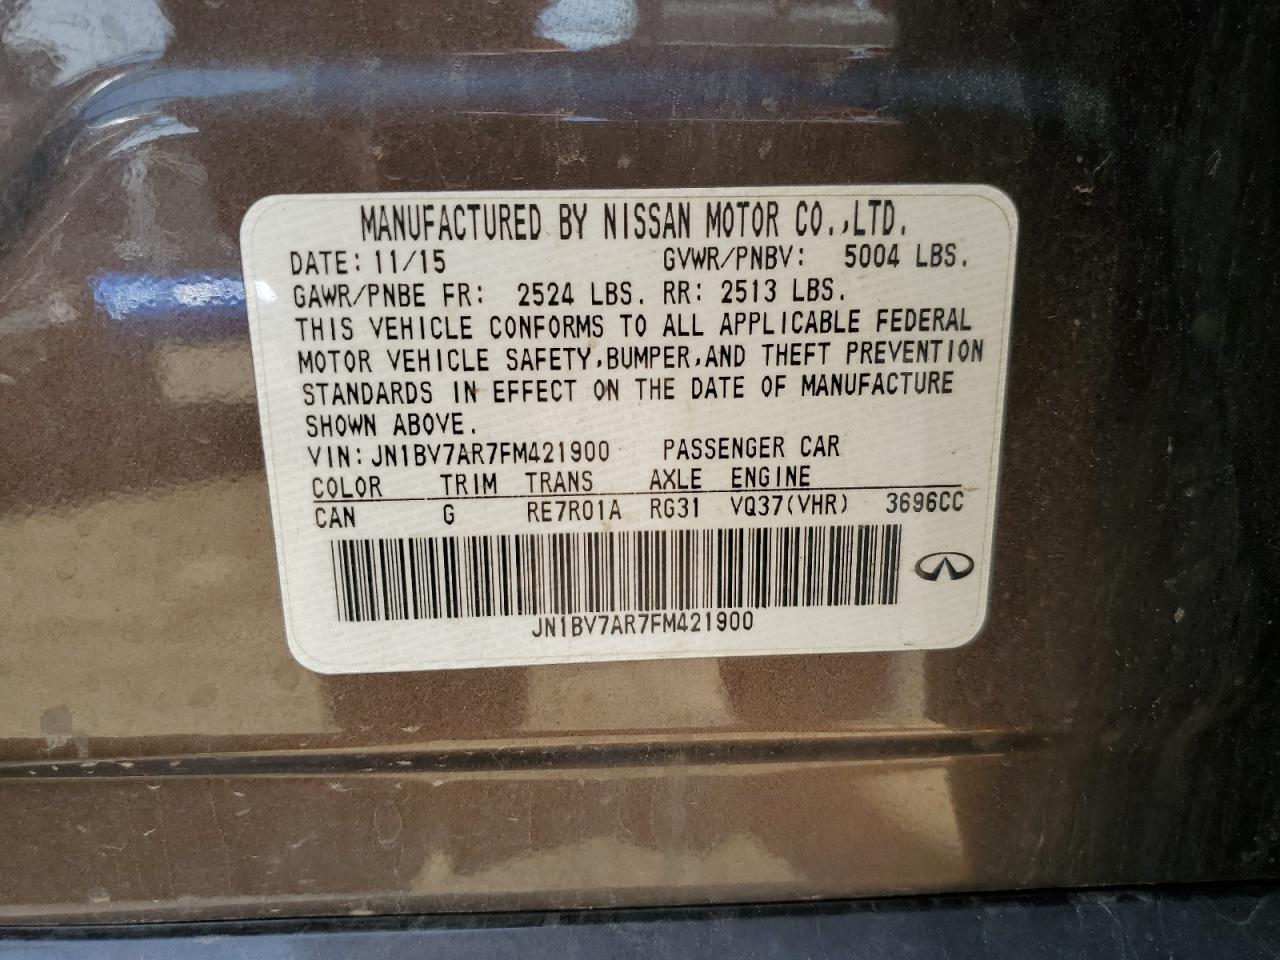 MANUFACTURED BY NISSAN MOTOR CO.,LTD.
DATE: 11/15 GVWR/PNBV: 5004 LBS.
GAWR/PNBE FR: 2524 LBS. RR: 2513 LBS.
THIS VEHICLE CONFORMS TO ALL APPLICABLE FEDERAL
MOTOR VEHICLE SAFETY,BUMPER,AND THEFT PREVENTION
STANDARDS IN EFFECT ON THE DATE OF MANUFACTURE
SHOWN ABOVE.
VIN: JN1BV7AR7FM421900 PASSENGER CAR
COLOR TRIM TRANS AXLE ENGINE
CAN G RE7R01A RG31 VQ37(VHR) 3696CC
JN1BV7AR7FM421900